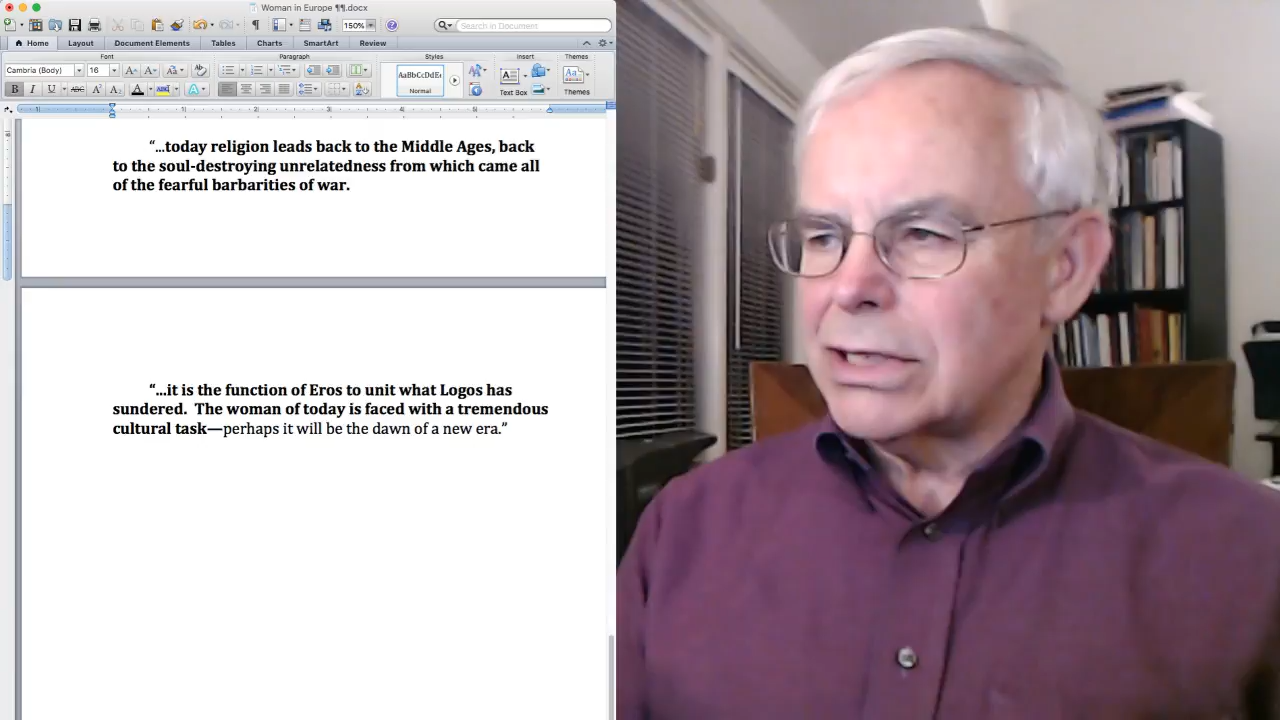 Woman in Europe ¶¶.docx
150%
Search in Document
Home Layout Document Elements Tables Charts SmartArt Review
Font Paragraph Styles Insert Themes
Cambria (Body) 16 AaBbCcDdEe
Normal Text Box Themes
“…today religion leads back to the Middle Ages, back
to the soul-destroying unrelatedness from which came all
of the fearful barbarities of war.
“…it is the function of Eros to unit what Logos has
sundered.  The woman of today is faced with a tremendous
cultural task—perhaps it will be the dawn of a new era.”